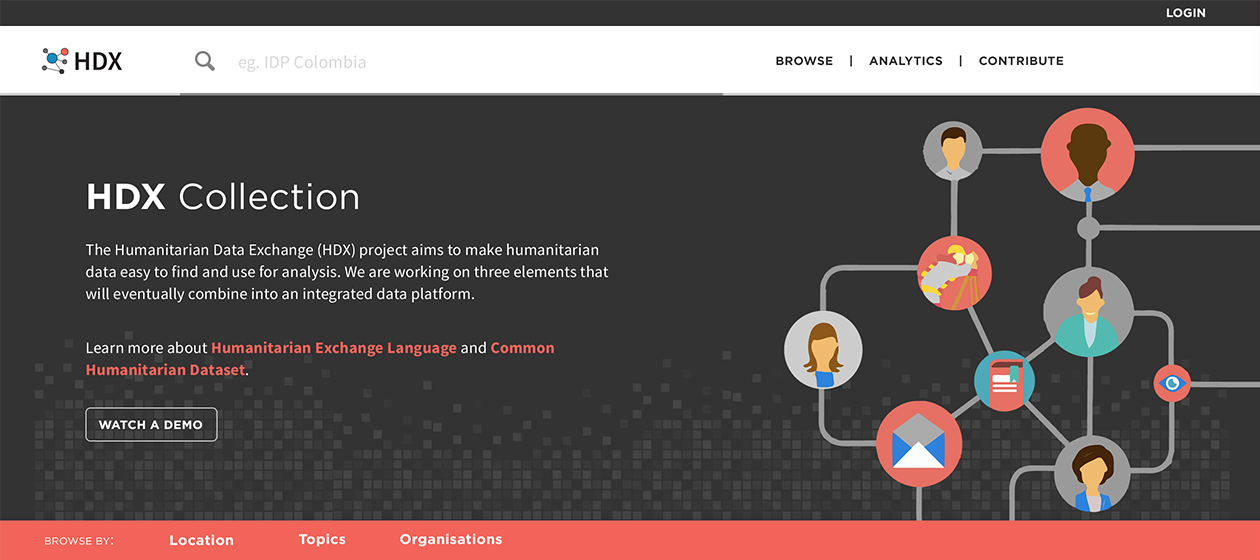 LOGIN
HDX
eg. IDP Colombia
BROWSE | ANALYTICS | CONTRIBUTE
HDX Collection
The Humanitarian Data Exchange (HDX) project aims to make humanitarian
data easy to find and use for analysis. We are working on three elements that
will eventually combine into an integrated data platform.
Learn more about Humanitarian Exchange Language and Common
Humanitarian Dataset.
WATCH A DEMO
BROWSE BY: Location Topics Organisations